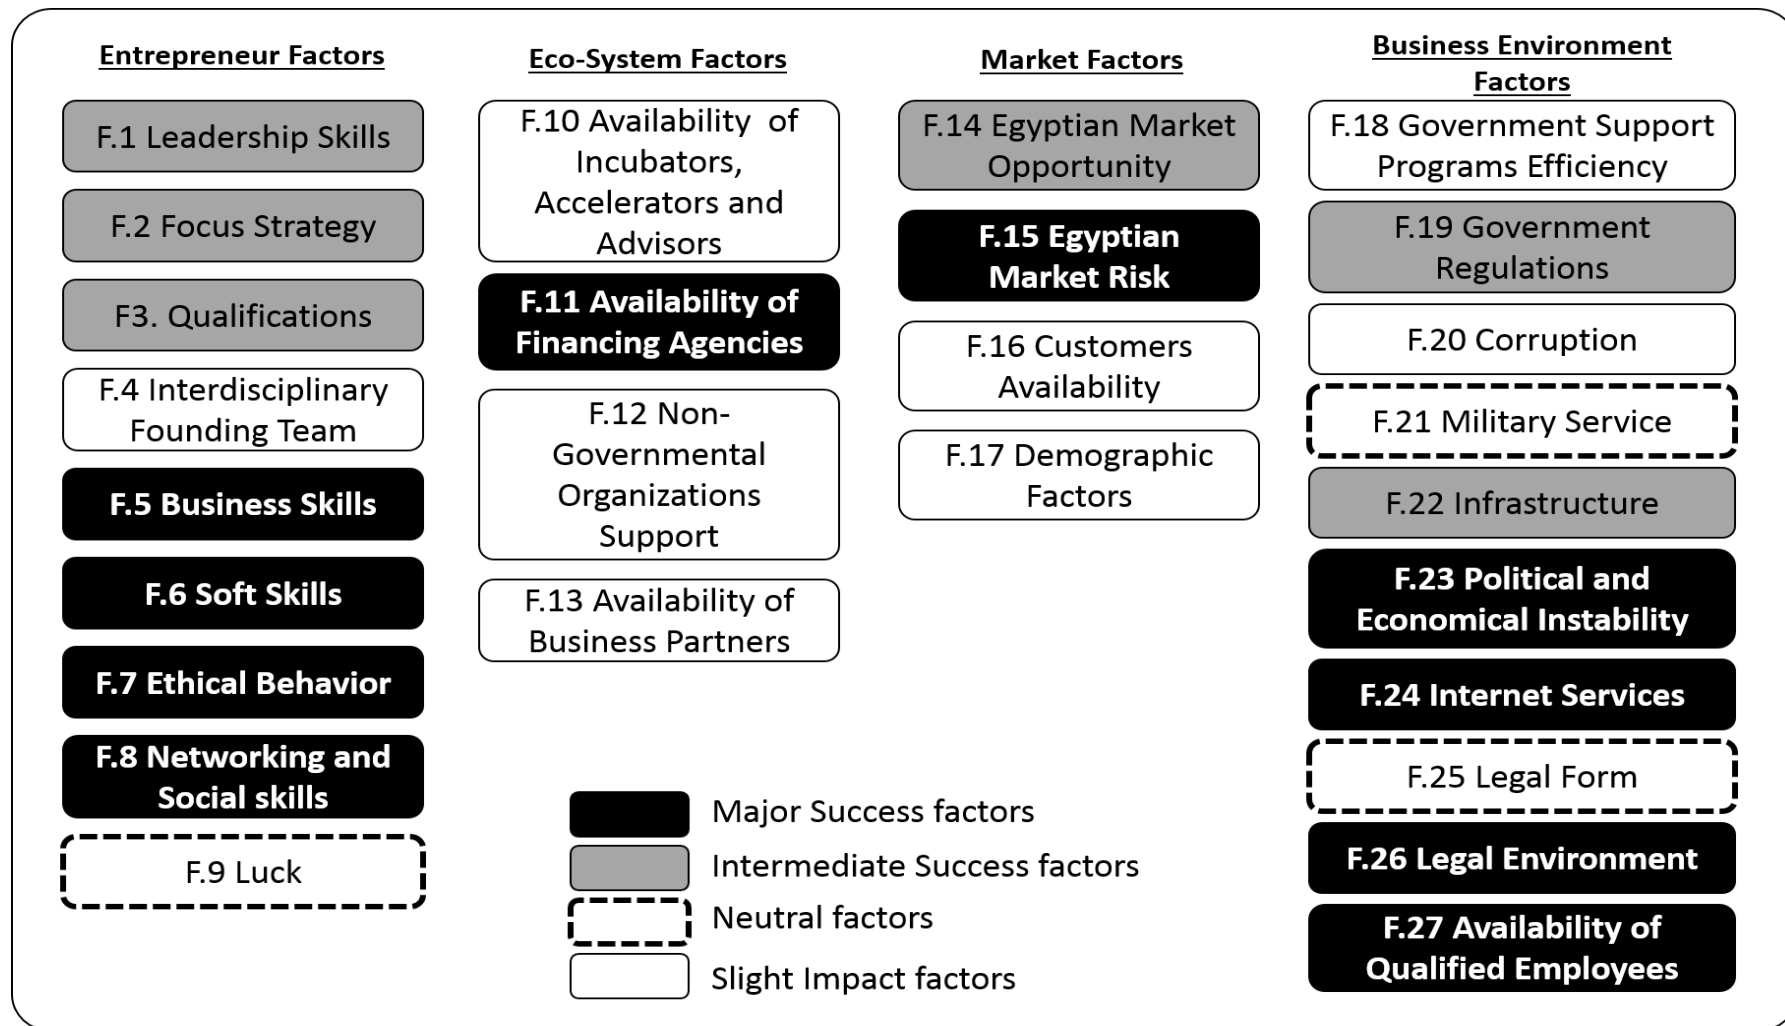 Entrepreneur Factors
F.1 Leadership Skills
F.2 Focus Strategy
F3. Qualifications
F.4 Interdisciplinary
Founding Team
F.5 Business Skills
F.6 Soft Skills
F.7 Ethical Behavior
F.8 Networking and
Social skills
F.9 Luck
Eco-System Factors
F.10 Availability of
Incubators,
Accelerators and
Advisors
F.11 Availability of
Financing Agencies
F.12 Non-
Governmental
Organizations
Support
F.13 Availability of
Business Partners
Market Factors
F.14 Egyptian Market
Opportunity
F.15 Egyptian
Market Risk
F.16 Customers
Availability
F.17 Demographic
Factors
Business Environment
Factors
F.18 Government Support
Programs Efficiency
F.19 Government
Regulations
F.20 Corruption
F.21 Military Service
F.22 Infrastructure
F.23 Political and
Economical Instability
F.24 Internet Services
F.25 Legal Form
F.26 Legal Environment
F.27 Availability of
Qualified Employees
Major Success factors
Intermediate Success factors
Neutral factors
Slight Impact factors